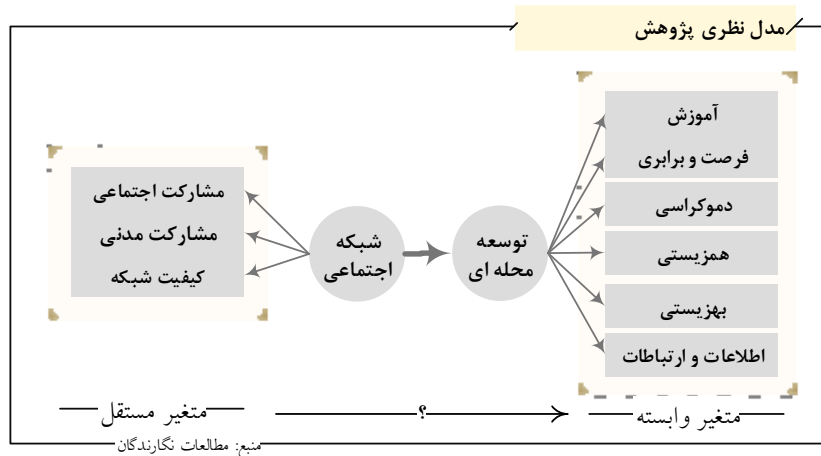 مدل نظری پژوهش
آموزش
فرصت و برابری
دموکراسی
همزیستی
بهزیستی
اطلاعات و ارتباطات
توسعه
محله ای
شبکه
اجتماعی
مشارکت اجتماعی
مشارکت مدنی
کیفیت شبکه
متغیر وابسته
؟
متغیر مستقل
منبع: مطالعات نگارندگان